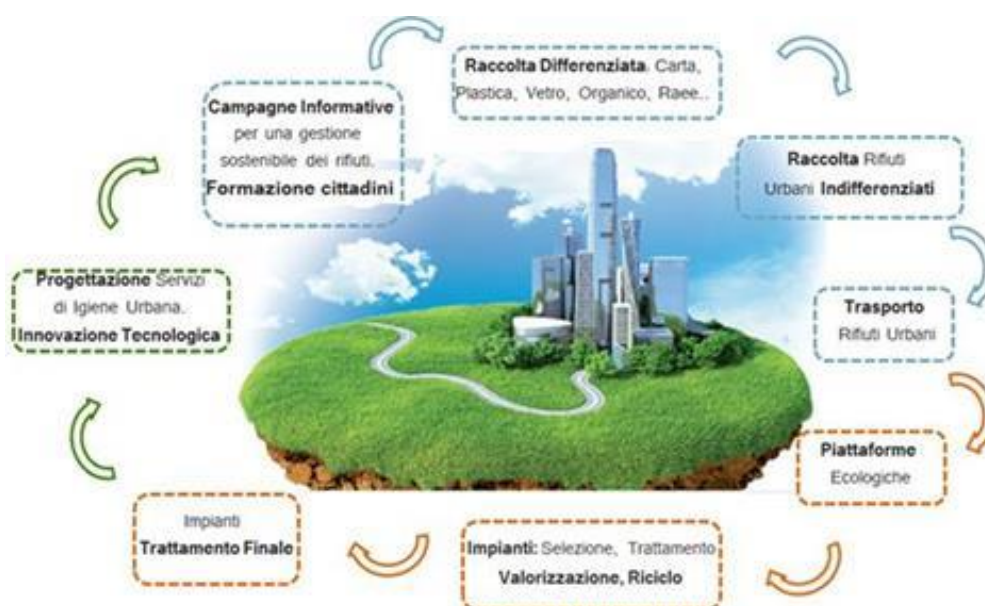 Raccolta Differenziata. Carta,
Plastica, Vetro, Organico, Raee..
Campagne Informative
per una gestione
sostenibile dei rifiuti.
Formazione cittadini
Raccolta Rifiuti
Urbani Indifferenziati
Progettazione Servizi
di Igiene Urbana.
Innovazione Tecnologica
Trasporto
Rifiuti Urbani
Piattaforme
Ecologiche
Impianti
Trattamento Finale
Impianti: Selezione, Trattamento
Valorizzazione, Riciclo